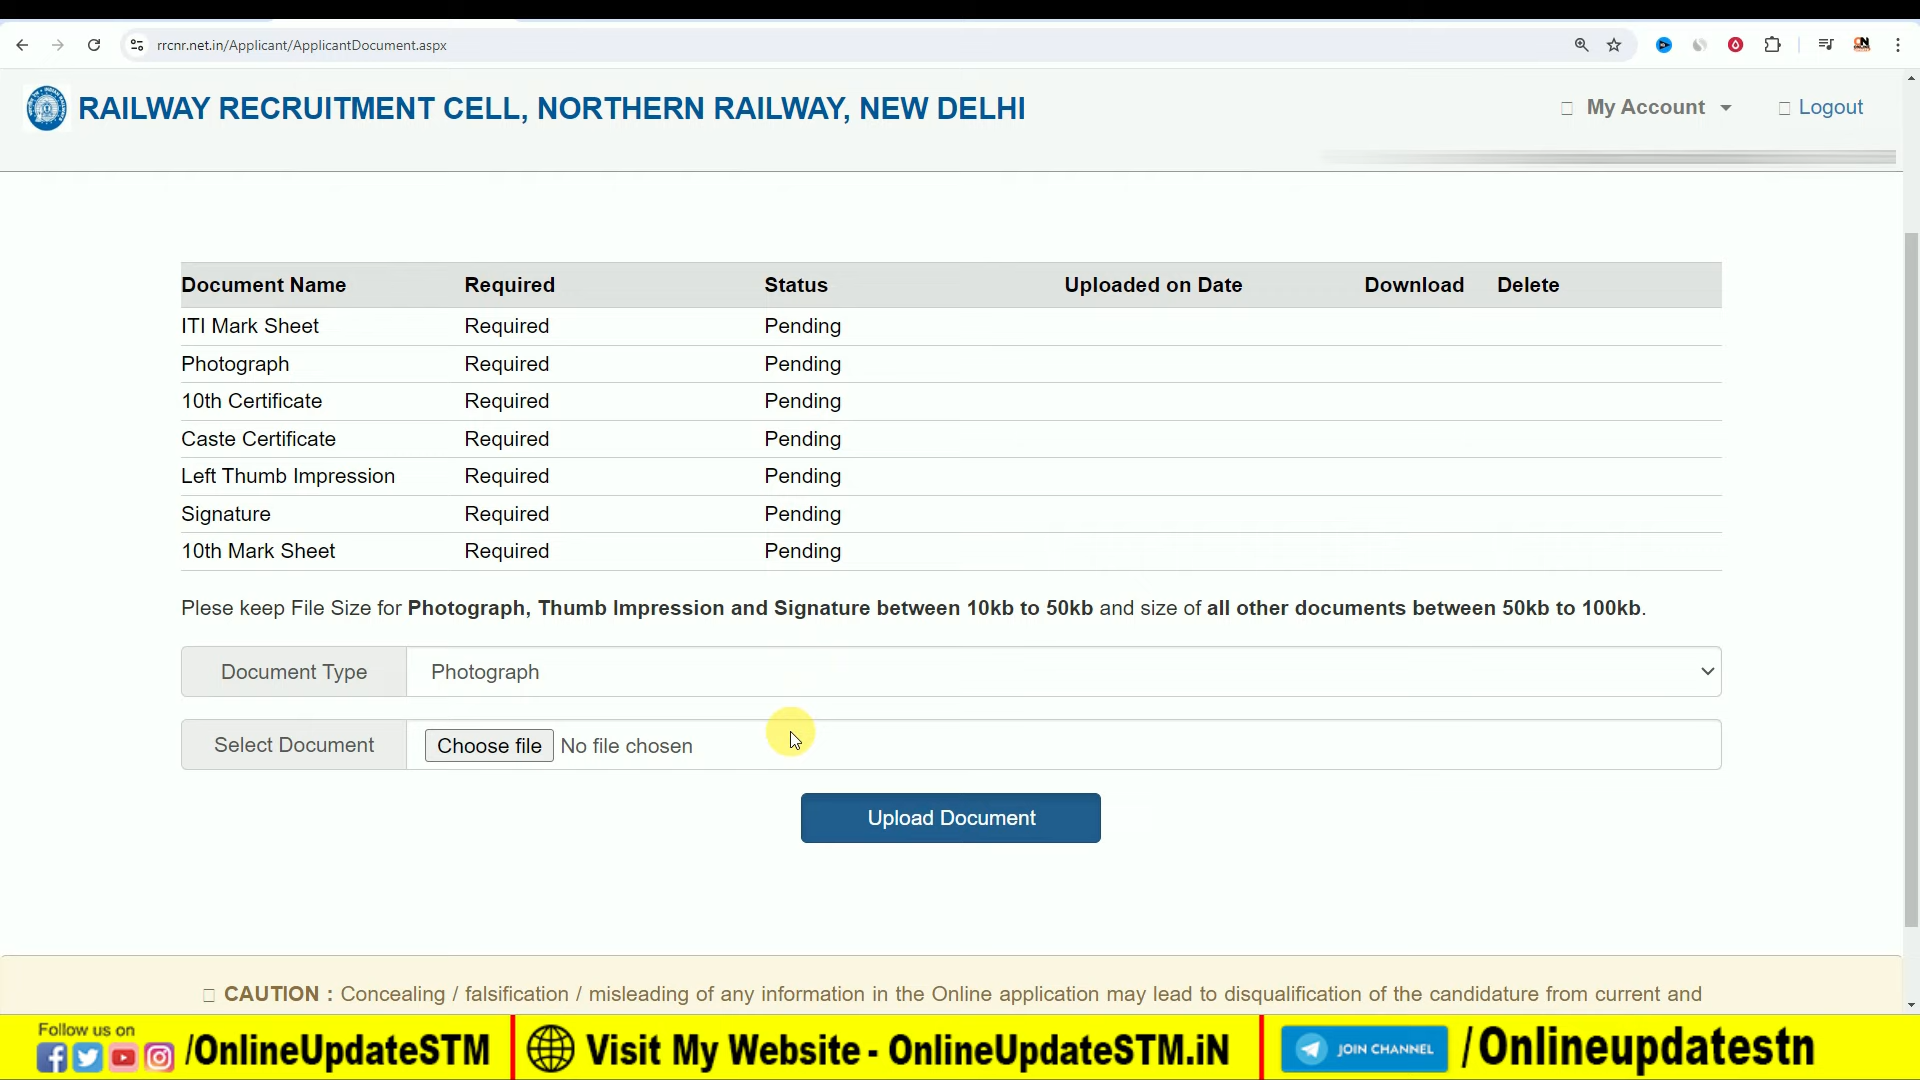 rrcnr.net.in/Applicant/ApplicantDocument.aspx
RAILWAY RECRUITMENT CELL, NORTHERN RAILWAY, NEW DELHI
My Account
Logout
Document Name Required Status Uploaded on Date Download Delete
ITI Mark Sheet Required Pending
Photograph Required Pending
10th Certificate Required Pending
Caste Certificate Required Pending
Left Thumb Impression Required Pending
Signature Required Pending
10th Mark Sheet Required Pending
Plese keep File Size for Photograph, Thumb Impression and Signature between 10kb to 50kb and size of all other documents between 50kb to 100kb.
Document Type Photograph
Select Document Choose file No file chosen
Upload Document
CAUTION : Concealing / falsification / misleading of any information in the Online application may lead to disqualification of the candidature from current and
Follow us on
/OnlineUpdateSTM
Visit My Website - OnlineUpdateSTM.iN
JOIN CHANNEL
/Onlineupdatestn